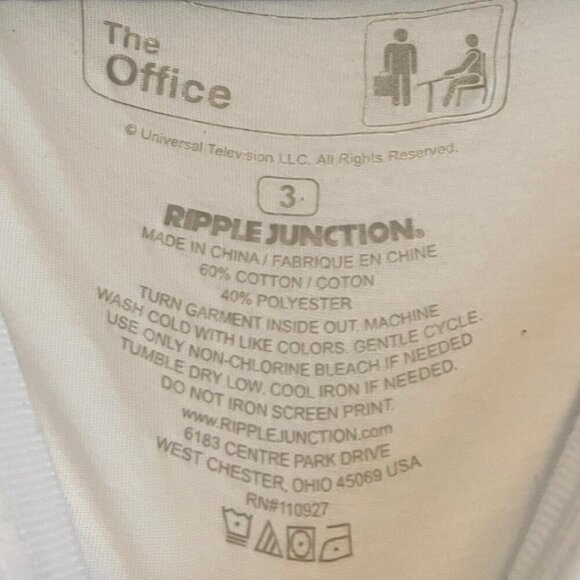 The
Office
© Universal Television LLC. All Rights Reserved.
3
RIPPLE JUNCTION®
MADE IN CHINA / FABRIQUE EN CHINE
60% COTTON / COTON
40% POLYESTER
TURN GARMENT INSIDE OUT. MACHINE
WASH COLD WITH LIKE COLORS. GENTLE CYCLE.
USE ONLY NON-CHLORINE BLEACH IF NEEDED
TUMBLE DRY LOW. COOL IRON IF NEEDED.
DO NOT IRON SCREEN PRINT.
www.RIPPLEJUNCTION.com
6183 CENTRE PARK DRIVE
WEST CHESTER, OHIO 45069 USA
RN#110927